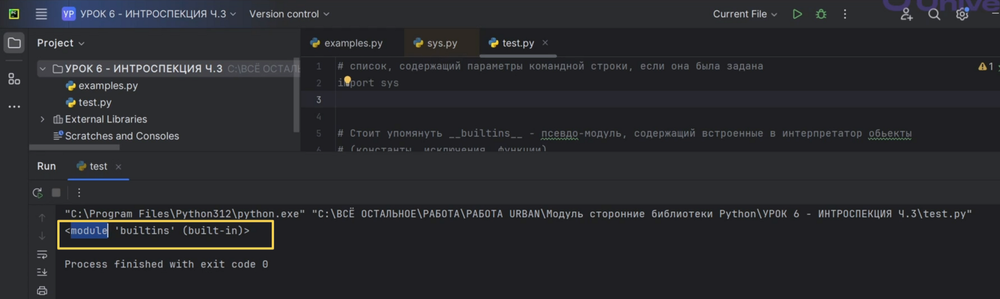 PC
УР УРОК 6 - ИНТРОСПЕКЦИЯ Ч.3 Version control Current File
Project
УРОК 6 - ИНТРОСПЕКЦИЯ Ч.3 C:\ВСЁ ОСТАЛЬ
examples.py
test.py
External Libraries
Scratches and Consoles
examples.py sys.py test.py
1 # список, содержащий параметры командной строки, если она была задана
1
2 import sys
3
4
5 # Стоит упомянуть __builtins__ - псевдо-модуль, содержащий встроенные в интерпретатор обьекты
6 # (константы, исключения, функции)
Run test
"C:\Program Files\Python312\python.exe" "C:\ВСЁ ОСТАЛЬНОЕ\РАБОТА\РАБОТА URBAN\Модуль сторонние библиотеки Python\УРОК 6 - ИНТРОСПЕКЦИЯ Ч.3\test.py"
<module 'builtins' (built-in)>
Process finished with exit code 0